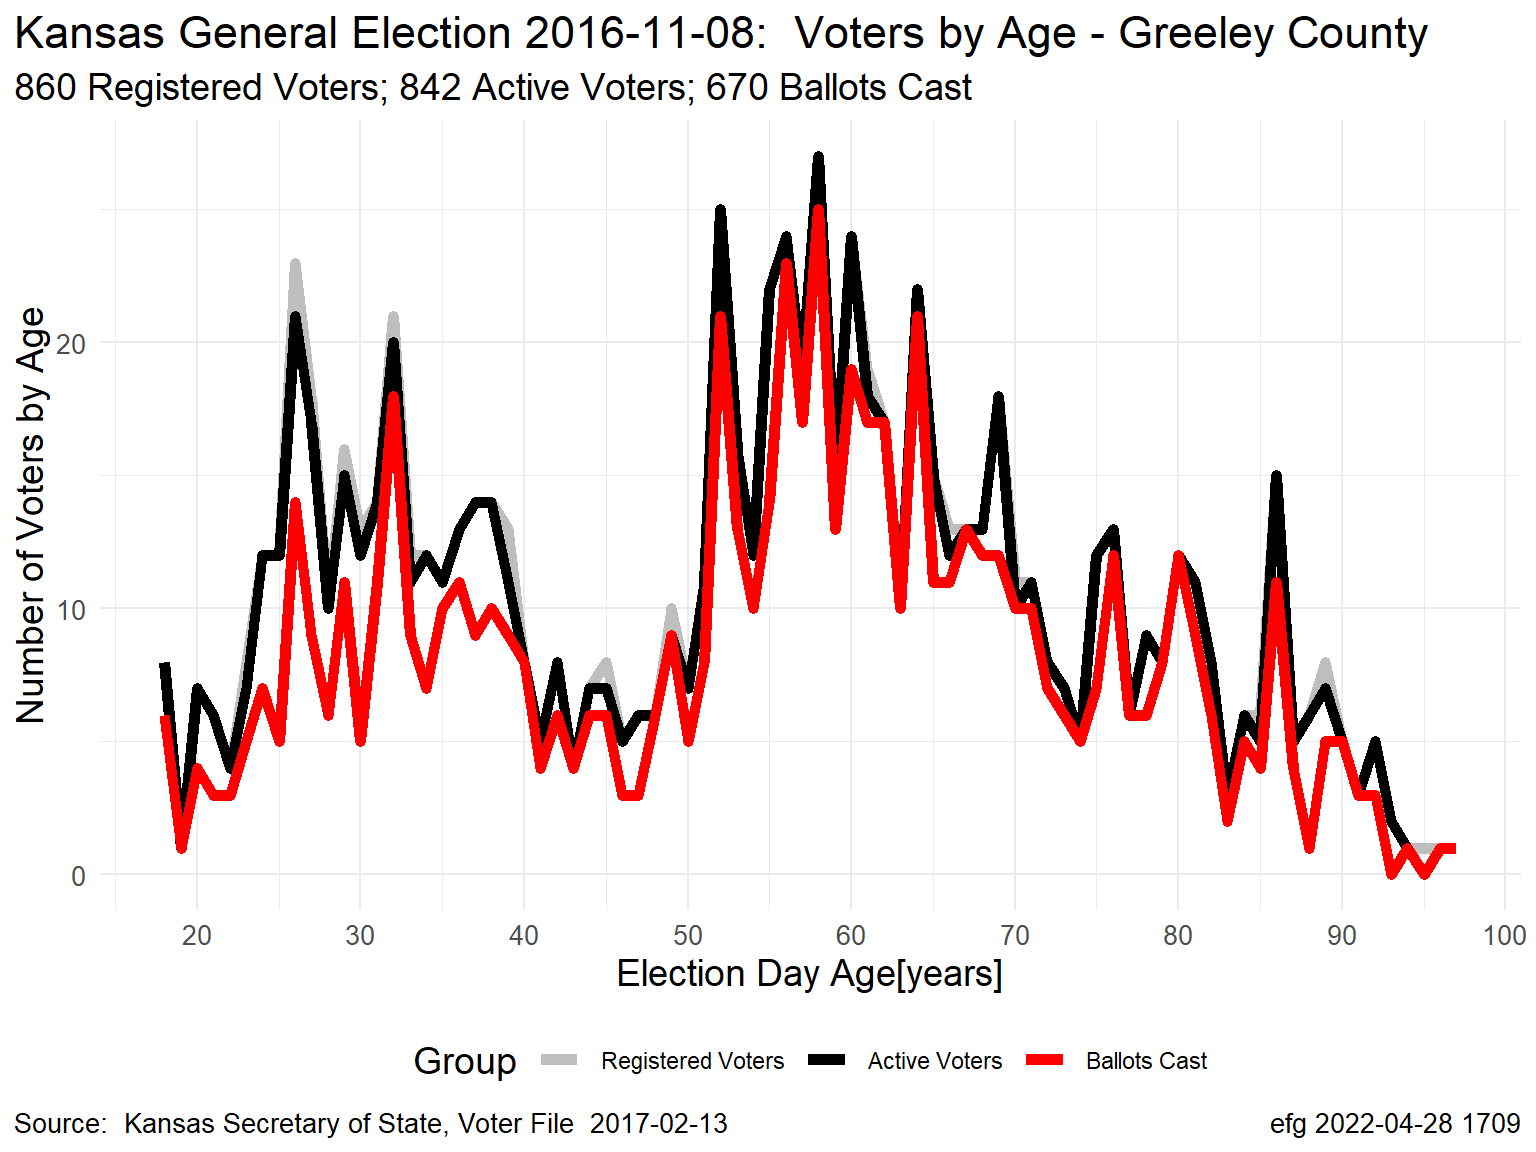 Kansas General Election 2016-11-08:  Voters by Age - Greeley County
860 Registered Voters; 842 Active Voters; 670 Ballots Cast
Number of Voters by Age
20
10
0
20 30 40 50 60 70 80 90 100
Election Day Age[years]
Group Registered Voters Active Voters Ballots Cast
Source:  Kansas Secretary of State, Voter File  2017-02-13
efg 2022-04-28 1709